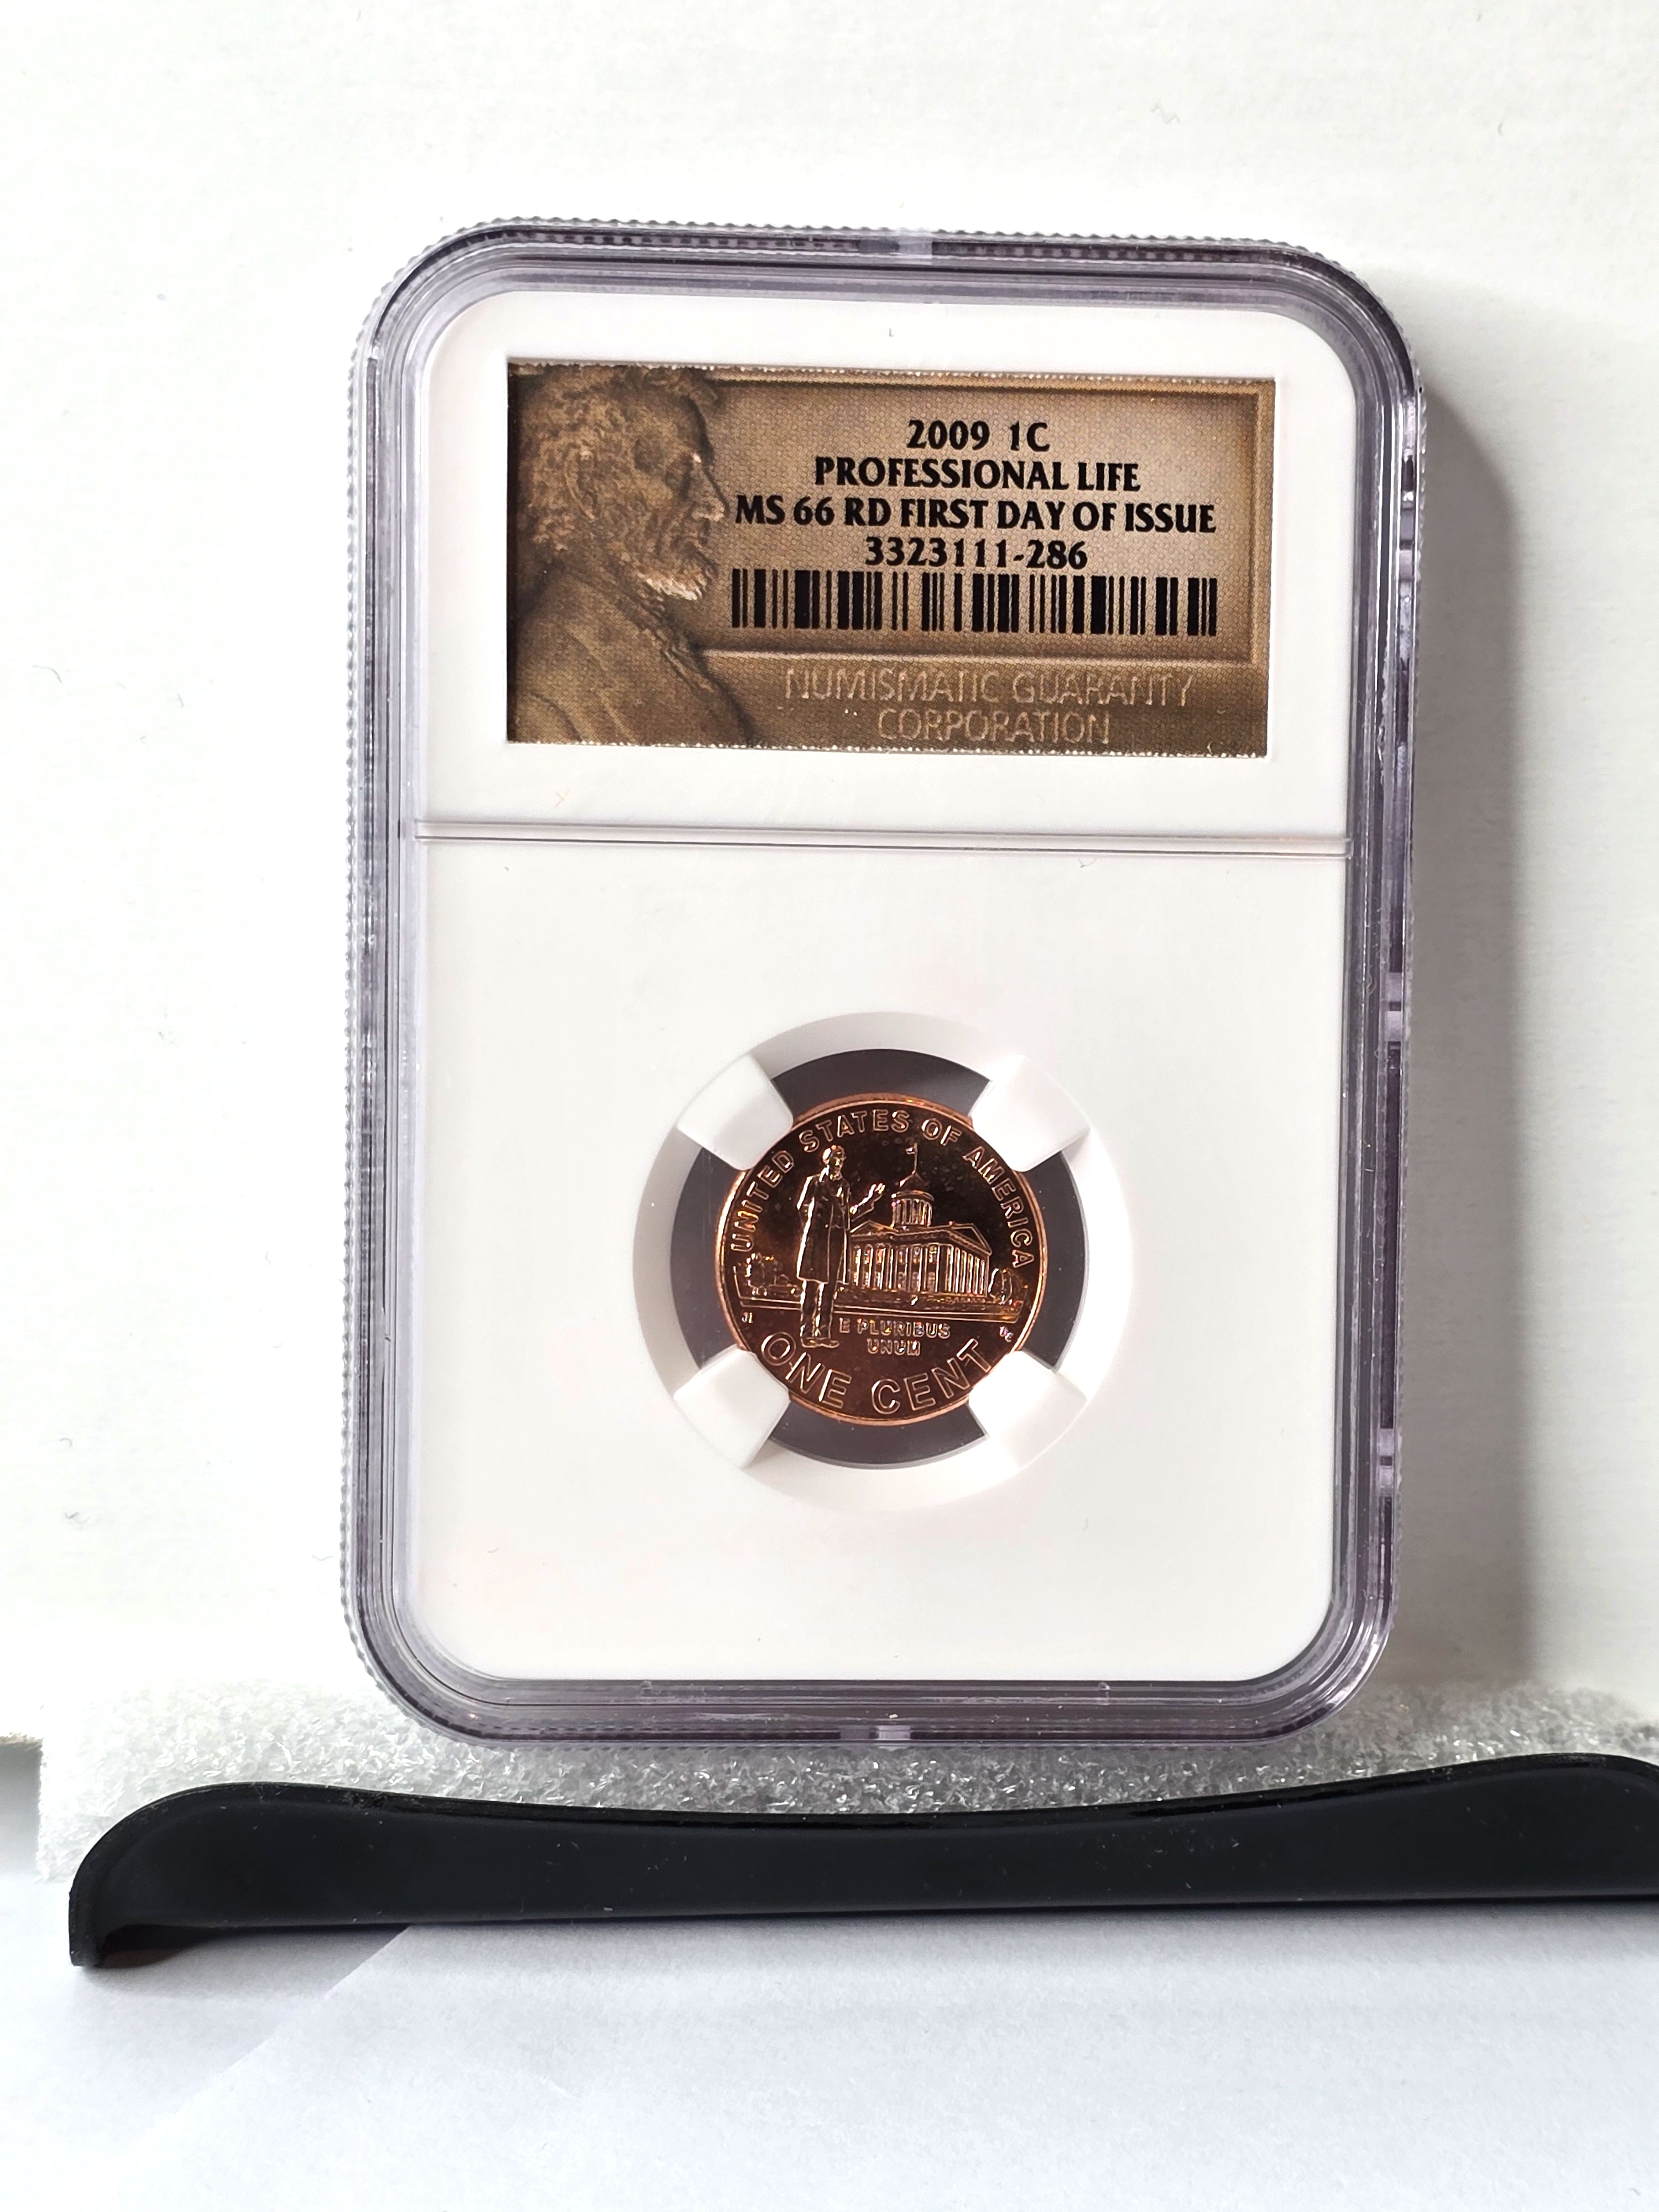 2009 1C
PROFESSIONAL LIFE
MS 66 RD FIRST DAY OF ISSUE
3323111-286
NUMISMATIC GUARANTY
CORPORATION
UNITED STATES OF AMERICA
E PLURIBUS
UNUM
JI
ONE CENT